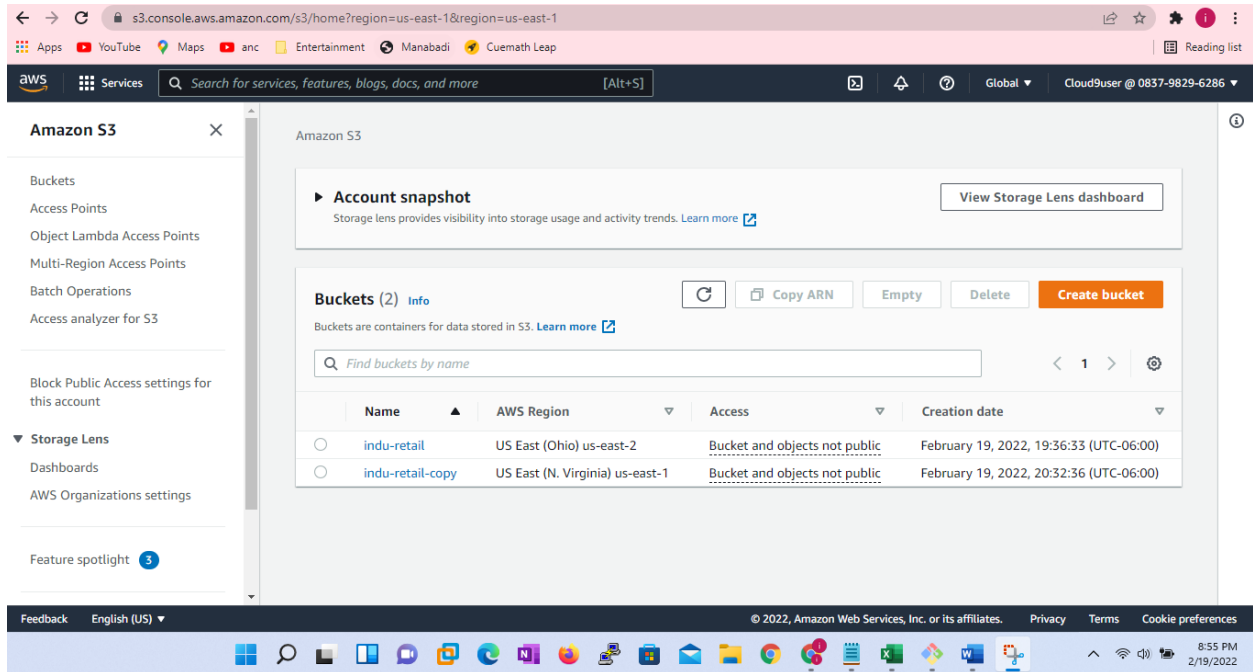 s3.console.aws.amazon.com/s3/home?region=us-east-1&region=us-east-1
i
Apps YouTube Maps anc Entertainment Manabadi Cuemath Leap Reading list
aws Services Search for services, features, blogs, docs, and more [Alt+S] Global ▼ Cloud9user @ 0837-9829-6286 ▼
Amazon S3
Buckets
Access Points
Object Lambda Access Points
Multi-Region Access Points
Batch Operations
Access analyzer for S3
Block Public Access settings for
this account
▼ Storage Lens
Dashboards
AWS Organizations settings
Feature spotlight 3
Amazon S3
Account snapshot
Storage lens provides visibility into storage usage and activity trends. Learn more
View Storage Lens dashboard
Buckets (2) Info
Copy ARN Empty Delete Create bucket
Buckets are containers for data stored in S3. Learn more
Find buckets by name
1
Name AWS Region Access Creation date
indu-retail US East (Ohio) us-east-2 Bucket and objects not public February 19, 2022, 19:36:33 (UTC-06:00)
indu-retail-copy US East (N. Virginia) us-east-1 Bucket and objects not public February 19, 2022, 20:32:36 (UTC-06:00)
Feedback English (US) ▼ © 2022, Amazon Web Services, Inc. or its affiliates. Privacy Terms Cookie preferences
8:55 PM
2/19/2022